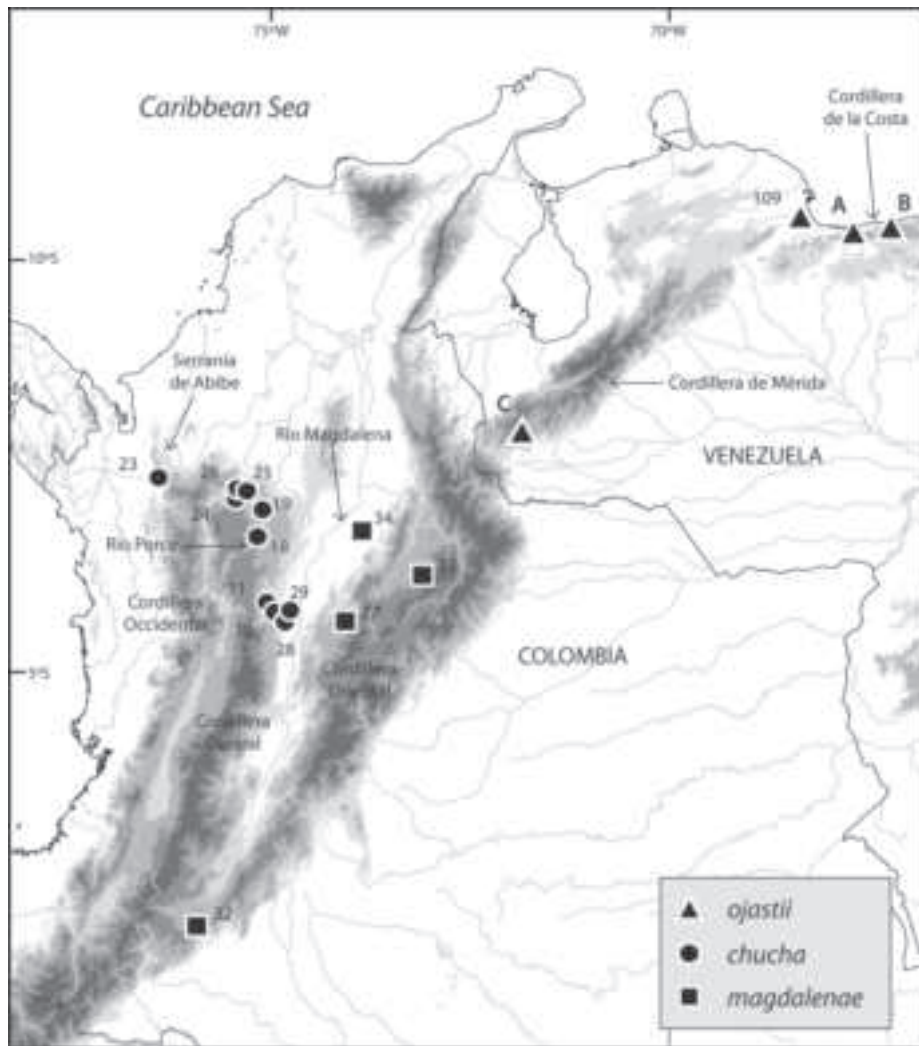 75°W
70°W
Caribbean Sea
Cordillera
de la Costa
109
A
B
10°S
Serranía
de Abibe
C
Cordillera de Mérida
Río Magdalena
23
25
VENEZUELA
24
19
34
Río Porce
18
29
27
Cordillera
Occidental
28
COLOMBIA
5°S
Cordillera
Oriental
Cordillera
Central
32
ojastii
chucha
magdalenae